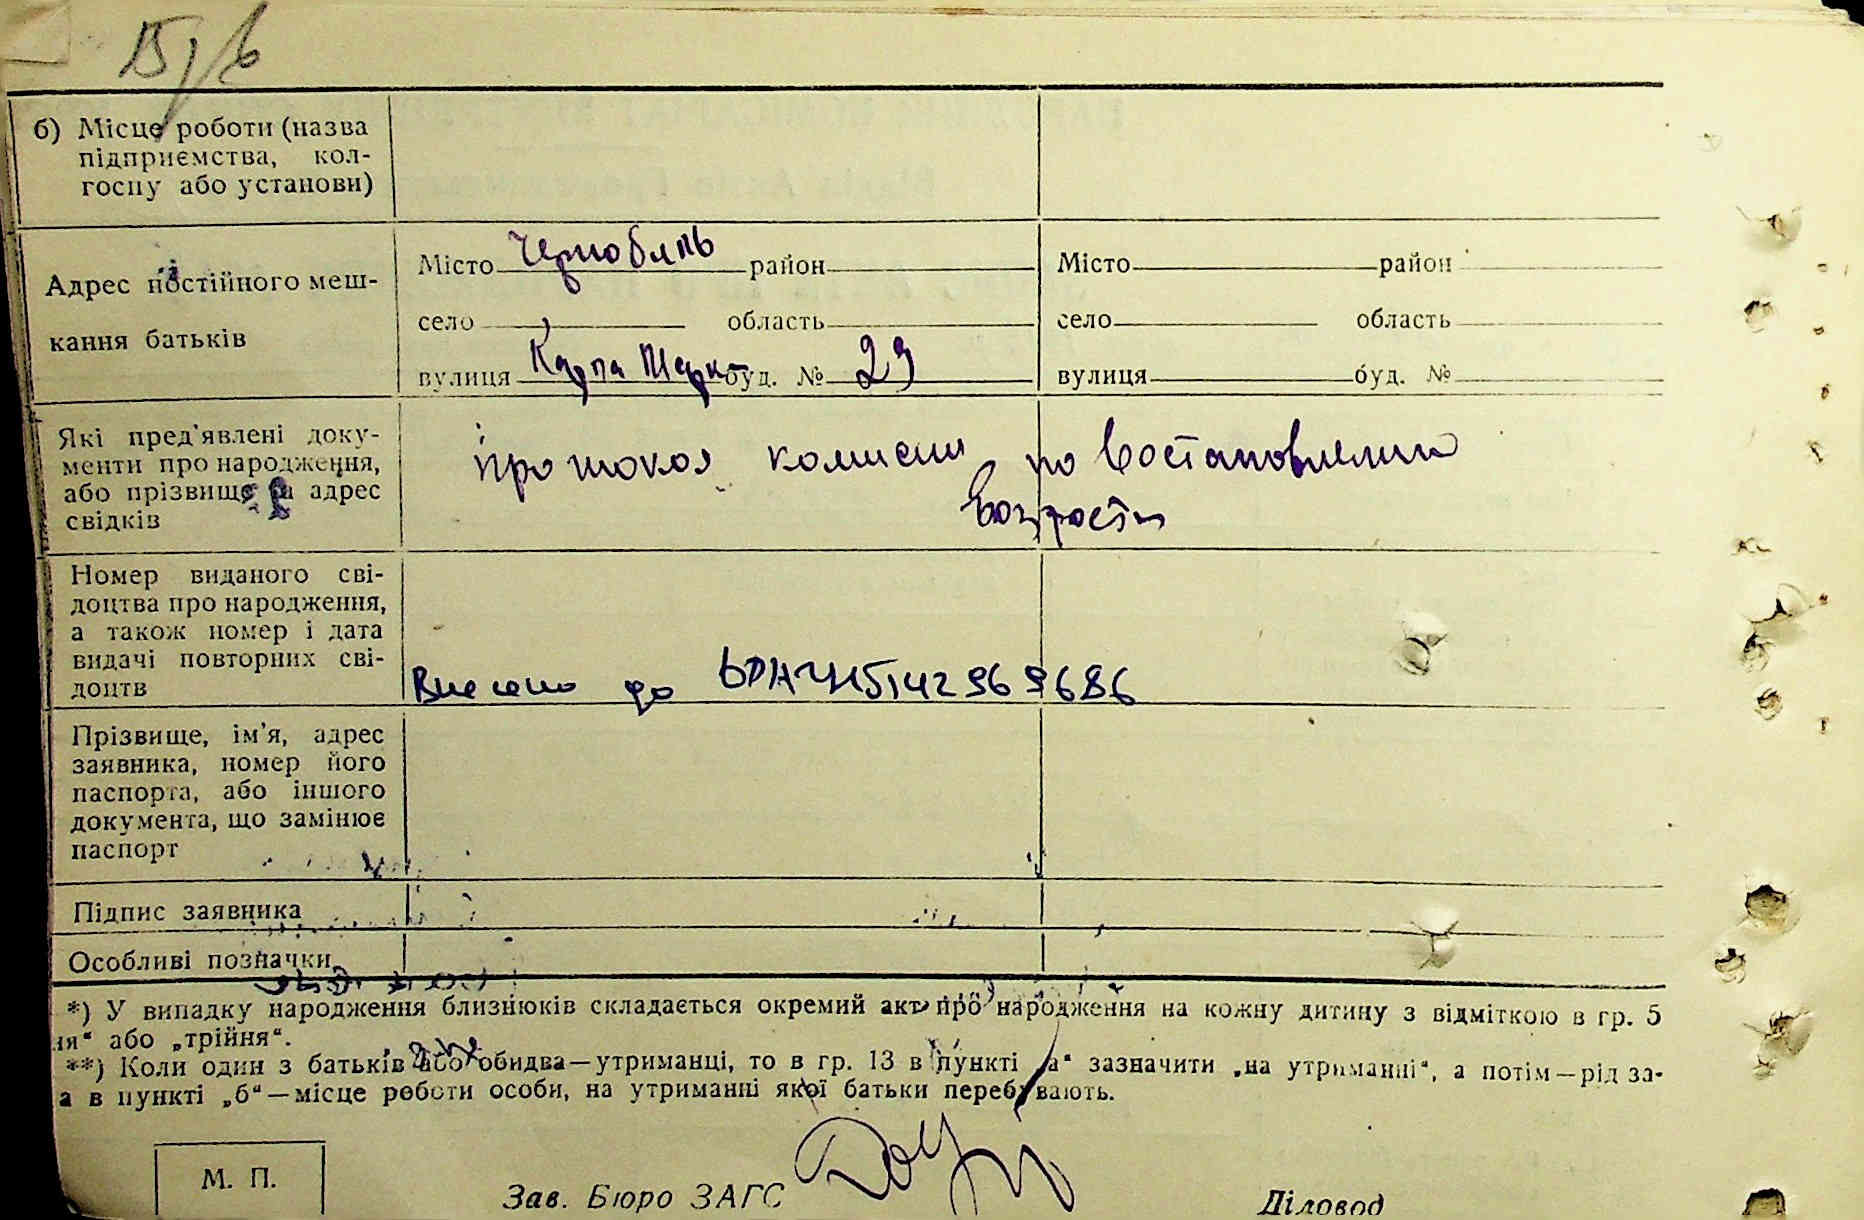 б) Місце роботи (назва
підприємства, кол-
госпу або установи)
Адрес постійного меш-
кання батьків
Місто Чернобыль район
село область
вулиця Карла Маркса буд. № 29
Місто район
село область
вулиця буд. №
Які пред'явлені доку-
менти про народження,
або прізвище та адрес
свідків
протокол комиссии по востановлению
возраста
Номер виданого сві-
доцтва про народження,
а також номер і дата
видачі повторних сві-
доцтв
Внесено до
Прізвище, ім'я, адрес
заявника, номер його
паспорта, або іншого
документа, що замінює
паспорт
Підпис заявника
Особливі позначки
*) У випадку народження близнюків складається окремий акт про народження на кожну дитину з відміткою в гр. 5
ня“ або „трійня“.
**) Коли один з батьків або обидва—утриманці, то в гр. 13 в пункті „а“ зазначити „на утриманні“, а потім—рід за-
а в пункті „б“—місце роботи особи, на утриманні якої батьки перебувають.
М. П.
Зав. Бюро ЗАГС
Діловод